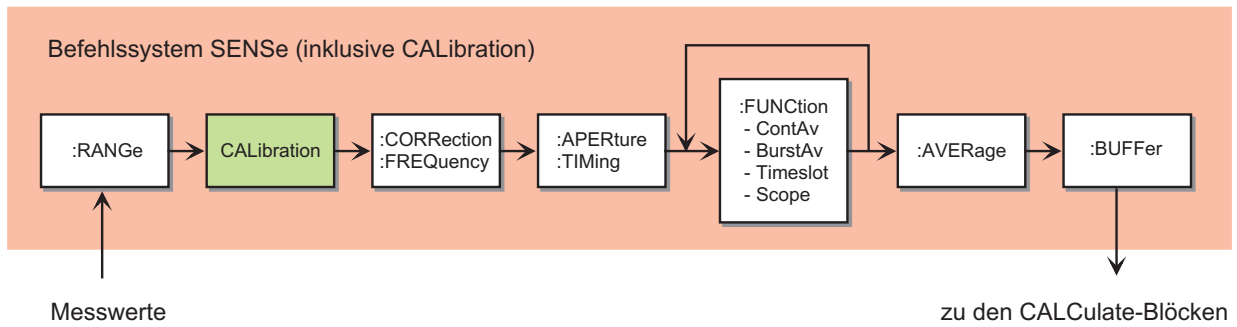 Befehlssystem SENSe (inklusive CALibration)
:RANGe
CALibration
:CORRection
:FREQuency
:APERture
:TIMing
:FUNCtion
- ContAv
- BurstAv
- Timeslot
- Scope
:AVERage
:BUFFer
Messwerte
zu den CALCulate-Blöcken